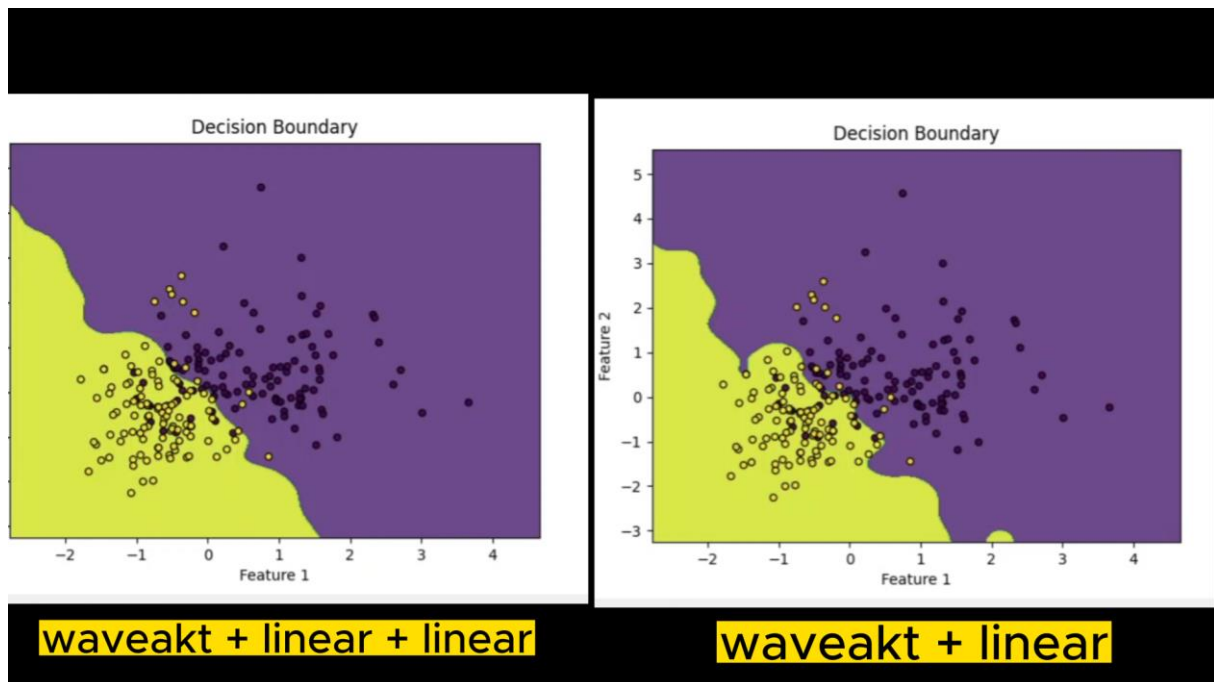 Decision Boundary
−2 −1 0 1 2 3 4
Feature 1
waveakt + linear + linear
Decision Boundary
5
4
3
2
1
0
−1
−2
−3
Feature 2
−2 −1 0 1 2 3 4
Feature 1
waveakt + linear